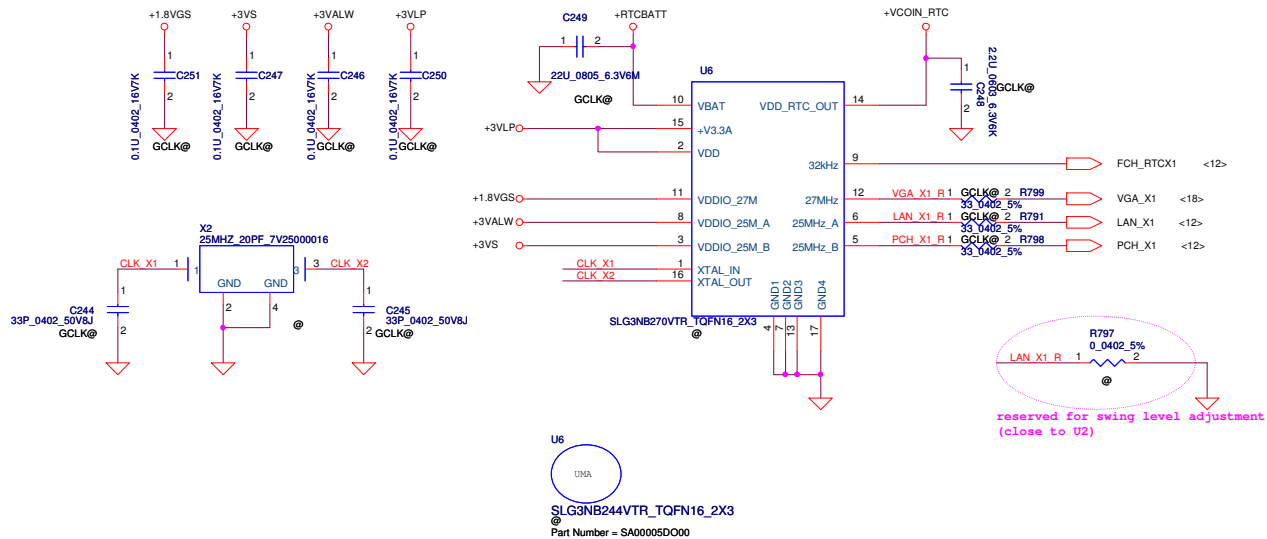 +1.8VGS
+3VS
+3VALW
+3VLP
C249
+RTCBATT
+VCOIN_RTC
1
C251
2
0.1U_0402_16V7K
GCLK@
1
C247
2
0.1U_0402_16V7K
GCLK@
1
C246
2
0.1U_0402_16V7K
GCLK@
1
C250
2
0.1U_0402_16V7K
GCLK@
1 2
22U_0805_6.3V6M
GCLK@
1
C248
2
2.2U_0603_6.3V6K
GCLK@
U6
10 VBAT
VDD_RTC_OUT 14
+3VLP
15 +V3.3A
2 VDD
32kHz 9
FCH_RTCX1 <12>
+1.8VGS
11 VDDIO_27M
27MHz 12
VGA_X1_R 1 GCLK@ 2 R799
33_0402_5%
VGA_X1 <18>
+3VALW
8 VDDIO_25M_A
25MHz_A 6
LAN_X1_R 1 GCLK@ 2 R791
33_0402_5%
LAN_X1 <12>
+3VS
3 VDDIO_25M_B
25MHz_B 5
PCH_X1_R 1 GCLK@ 2 R798
33_0402_5%
PCH_X1 <12>
CLK_X1 1 XTAL_IN
CLK_X2 16 XTAL_OUT
GND1
GND2
GND3
GND4
4
7
13
17
SLG3NB270VTR_TQFN16_2X3
@
X2
25MHZ_20PF_7V25000016
CLK_X1 1 1
3 3 CLK_X2
GND GND
2 4
@
1
C244
33P_0402_50V8J
2
GCLK@
1
C245
33P_0402_50V8J
2
GCLK@
R797
0_0402_5%
LAN_X1_R 1 2
@
reserved for swing level adjustment
(close to U2)
U6
UMA
SLG3NB244VTR_TQFN16_2X3
@
Part Number = SA00005DO00